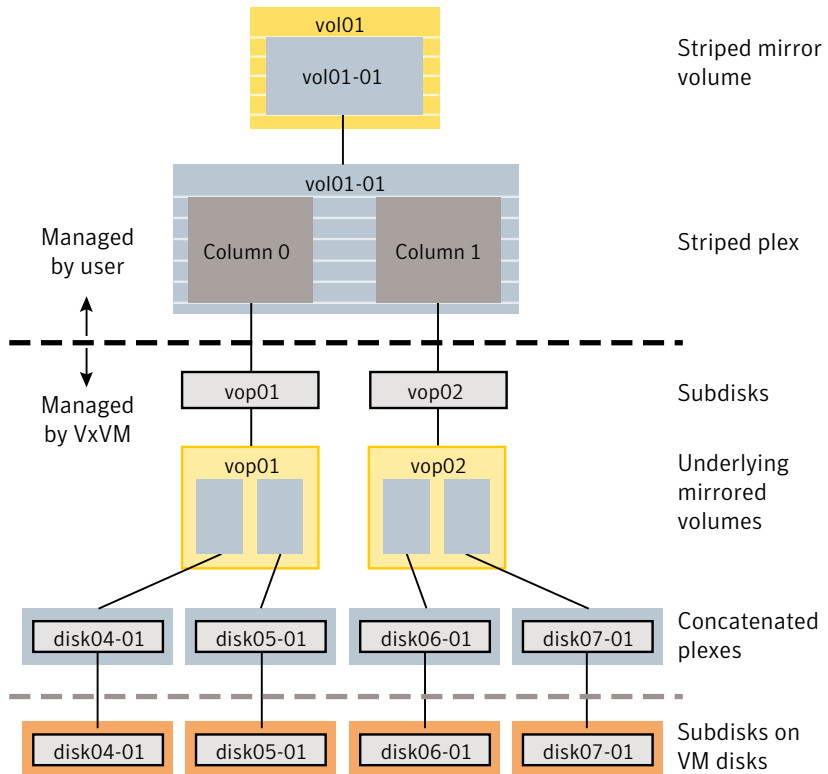 vol01
vol01-01
Striped mirror
volume
vol01-01
Column 0
Column 1
Striped plex
Managed
by user
Managed
by VxVM
vop01
vop02
Subdisks
vop01
vop02
Underlying
mirrored
volumes
disk04-01
disk05-01
disk06-01
disk07-01
Concatenated
plexes
disk04-01
disk05-01
disk06-01
disk07-01
Subdisks on
VM disks